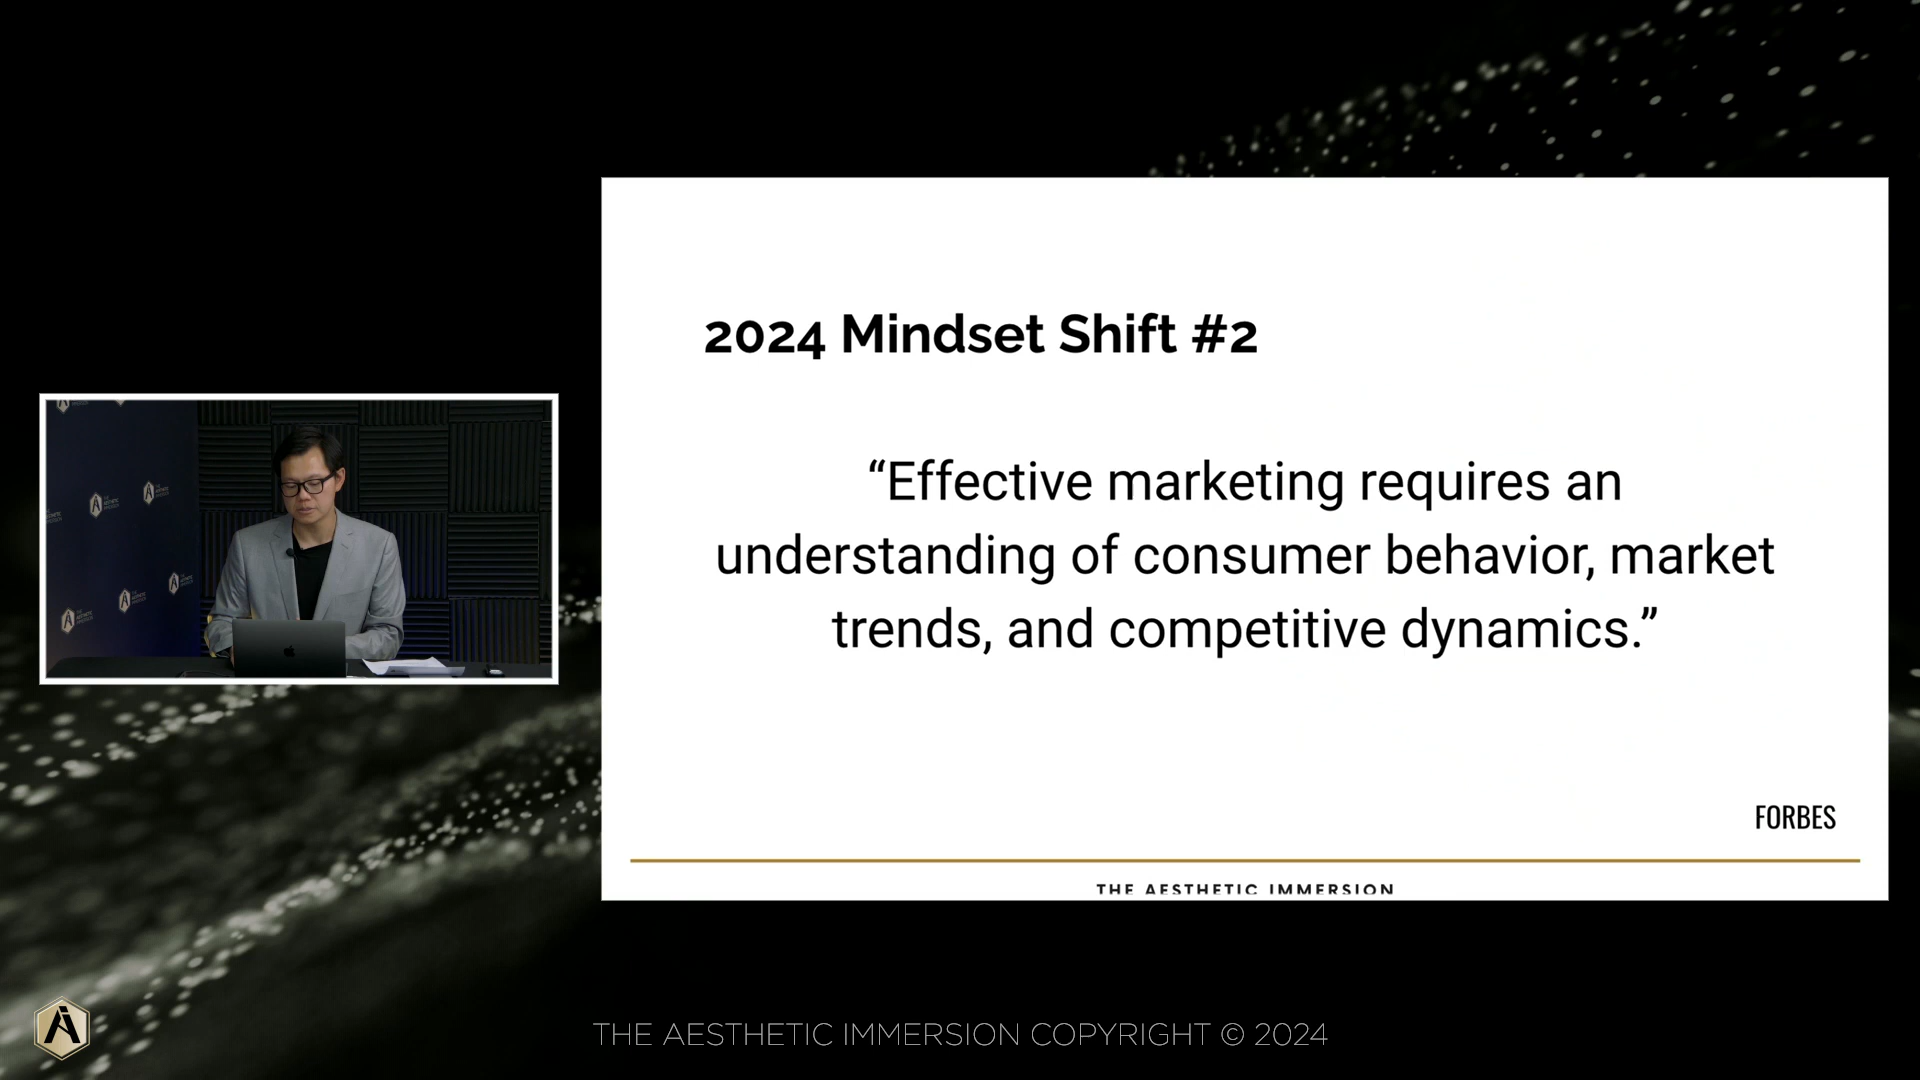 2024 Mindset Shift #2
“Effective marketing requires an
understanding of consumer behavior, market
trends, and competitive dynamics.”
FORBES
THE AESTHETIC IMMERSION
THE AESTHETIC IMMERSION COPYRIGHT © 2024